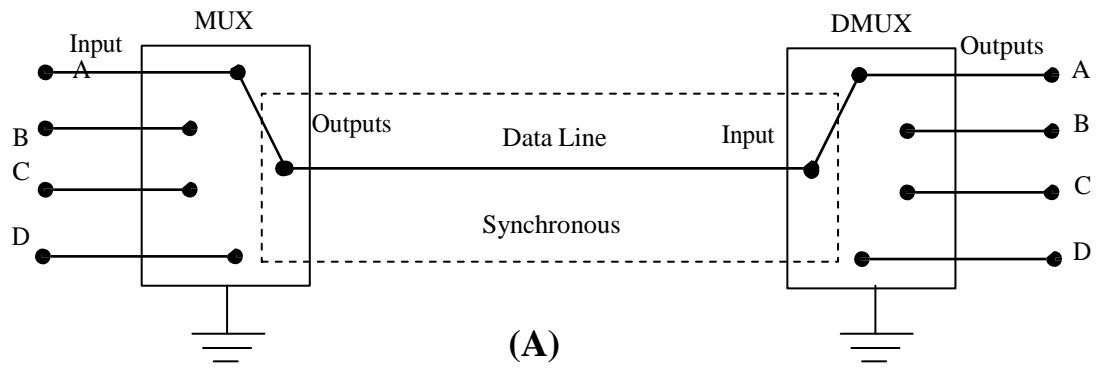 MUX
DMUX
Input
Outputs
A
A
B
Outputs
Data Line
Input
B
C
C
D
Synchronous
D
(A)